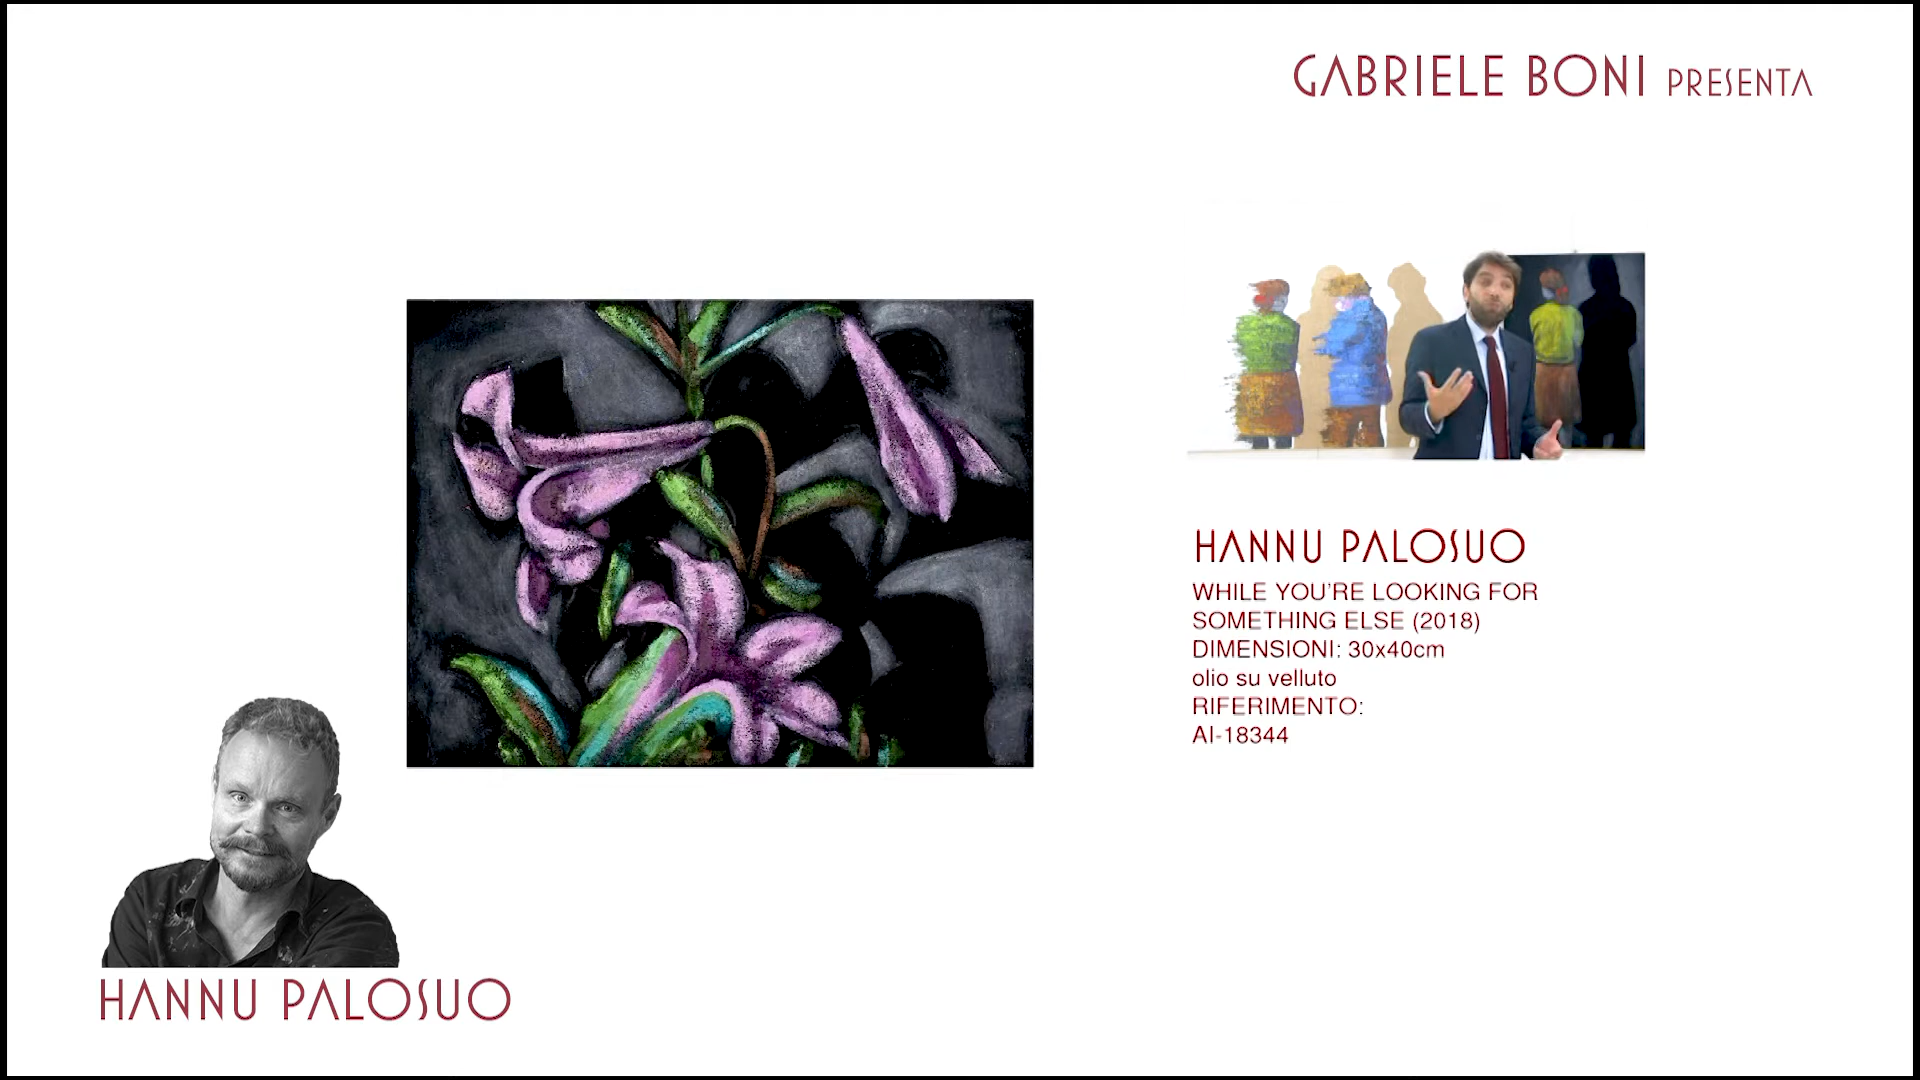 GABRIELE BONI PRESENTA
HANNU PALOSUO
WHILE YOU'RE LOOKING FOR
SOMETHING ELSE (2018)
DIMENSIONI: 30x40cm
olio su velluto
RIFERIMENTO:
AI-18344
HANNU PALOSUO